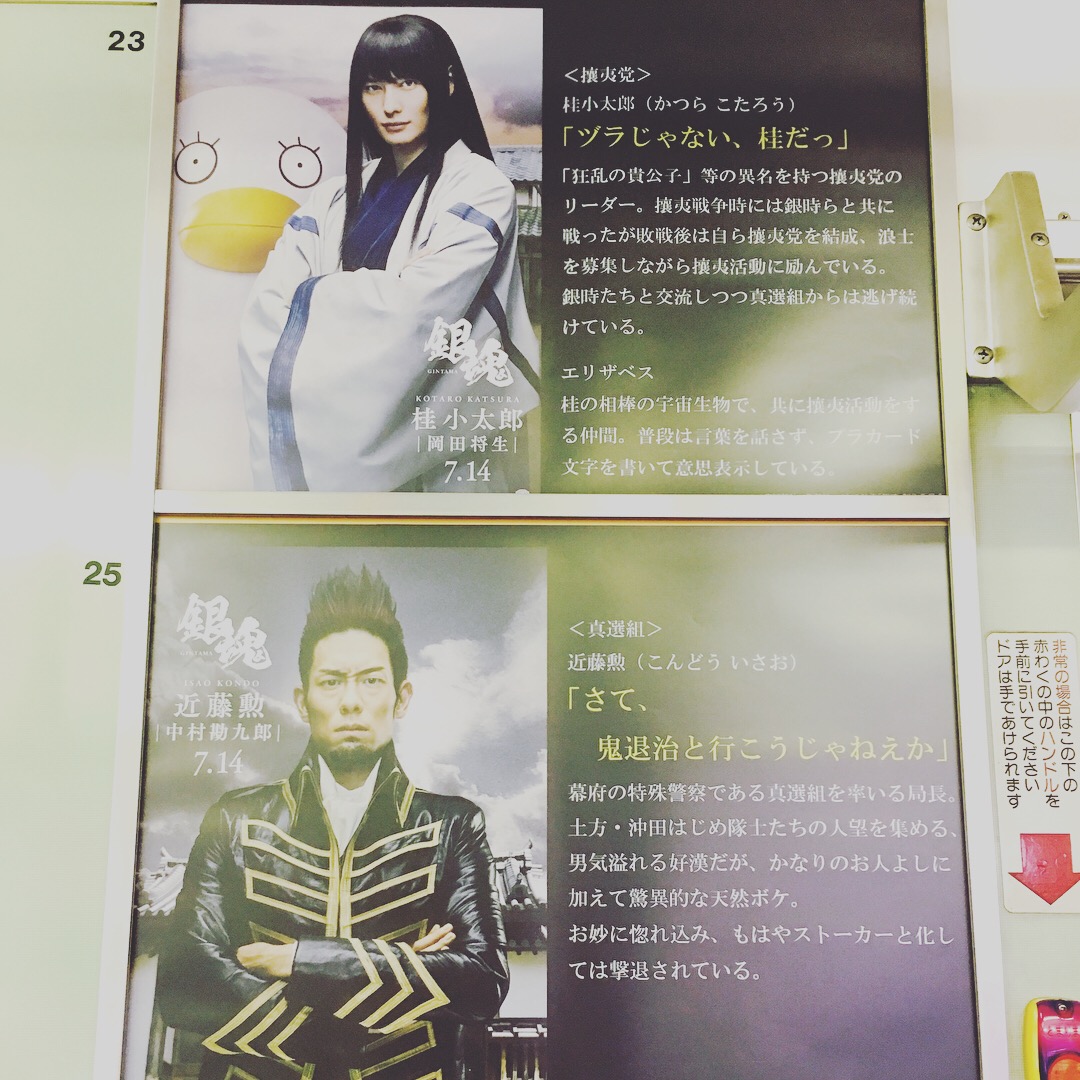 23
<攘夷党>
桂小太郎（かつら こたろう）
「ヅラじゃない、桂だっ」
「狂乱の貴公子」等の異名を持つ攘夷党の
リーダー。攘夷戦争時には銀時らと共に
戦ったが敗戦後は自ら攘夷党を結成、浪士
を募集しながら攘夷活動に励んでいる。
銀時たちと交流しつつ真選組からは逃げ続
けている。
エリザベス
桂の相棒の宇宙生物で、共に攘夷活動をす
る仲間。普段は言葉を話さず、プラカード
文字を書いて意思表示している。
銀魂
GINTAMA
KOTARO KATSURA
桂小太郎
|岡田将生|
7.14
25
銀魂
GINTAMA
ISAO KONDO
近藤勲
|中村勘九郎|
7.14
<真選組>
近藤勲（こんどう いさお）
「さて、
鬼退治と行こうじゃねえか」
幕府の特殊警察である真選組を率いる局長。
土方・沖田はじめ隊士たちの人望を集める、
男気溢れる好漢だが、かなりのお人よしに
加えて驚異的な天然ボケ。
お妙に惚れ込み、もはやストーカーと化し
ては撃退されている。
非常の場合はこの下の
赤わくの中のハンドルを
手前に引いてください
ドアは手であけられます